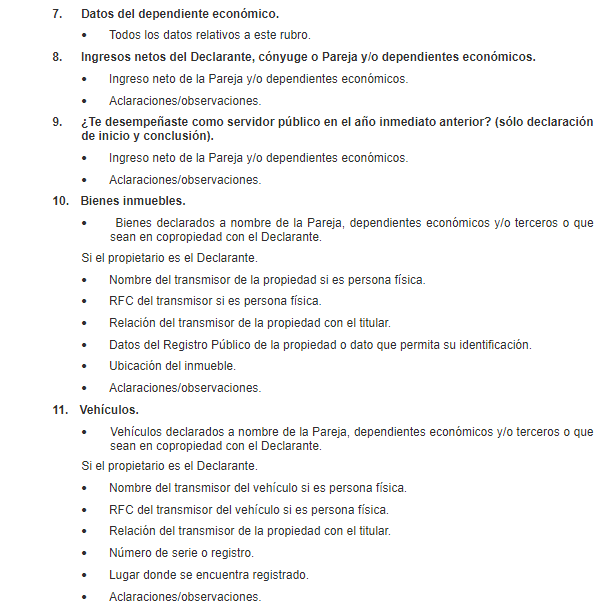 7. Datos del dependiente económico.
• Todos los datos relativos a este rubro.
8. Ingresos netos del Declarante, cónyuge o Pareja y/o dependientes económicos.
• Ingreso neto de la Pareja y/o dependientes económicos.
• Aclaraciones/observaciones.
9. ¿Te desempeñaste como servidor público en el año inmediato anterior? (sólo declaración
de inicio y conclusión).
• Ingreso neto de la Pareja y/o dependientes económicos.
• Aclaraciones/observaciones.
10. Bienes inmuebles.
• Bienes declarados a nombre de la Pareja, dependientes económicos y/o terceros o que
sean en copropiedad con el Declarante.
Si el propietario es el Declarante.
• Nombre del transmisor de la propiedad si es persona física.
• RFC del transmisor si es persona física.
• Relación del transmisor de la propiedad con el titular.
• Datos del Registro Público de la propiedad o dato que permita su identificación.
• Ubicación del inmueble.
• Aclaraciones/observaciones.
11. Vehículos.
• Vehículos declarados a nombre de la Pareja, dependientes económicos y/o terceros o que
sean en copropiedad con el Declarante.
Si el propietario es el Declarante.
• Nombre del transmisor del vehículo si es persona física.
• RFC del transmisor del vehículo si es persona física.
• Relación del transmisor de la propiedad con el titular.
• Número de serie o registro.
• Lugar donde se encuentra registrado.
• Aclaraciones/observaciones.